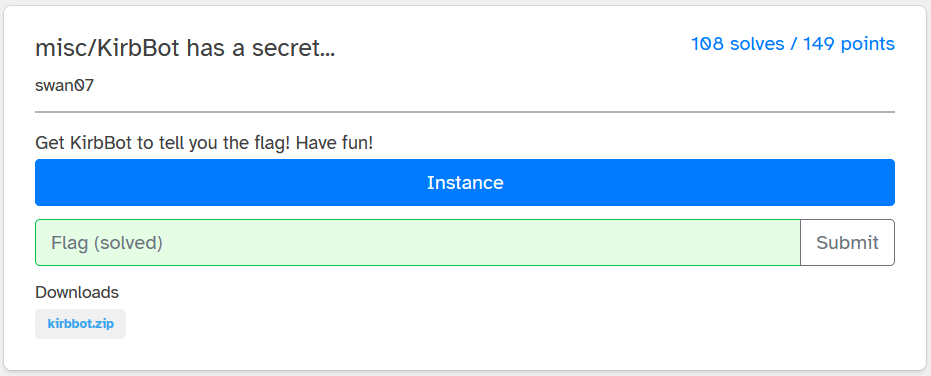 misc/KirbBot has a secret...
108 solves / 149 points
swan07
Get KirbBot to tell you the flag! Have fun!
Instance
Flag (solved)
Submit
Downloads
kirbbot.zip